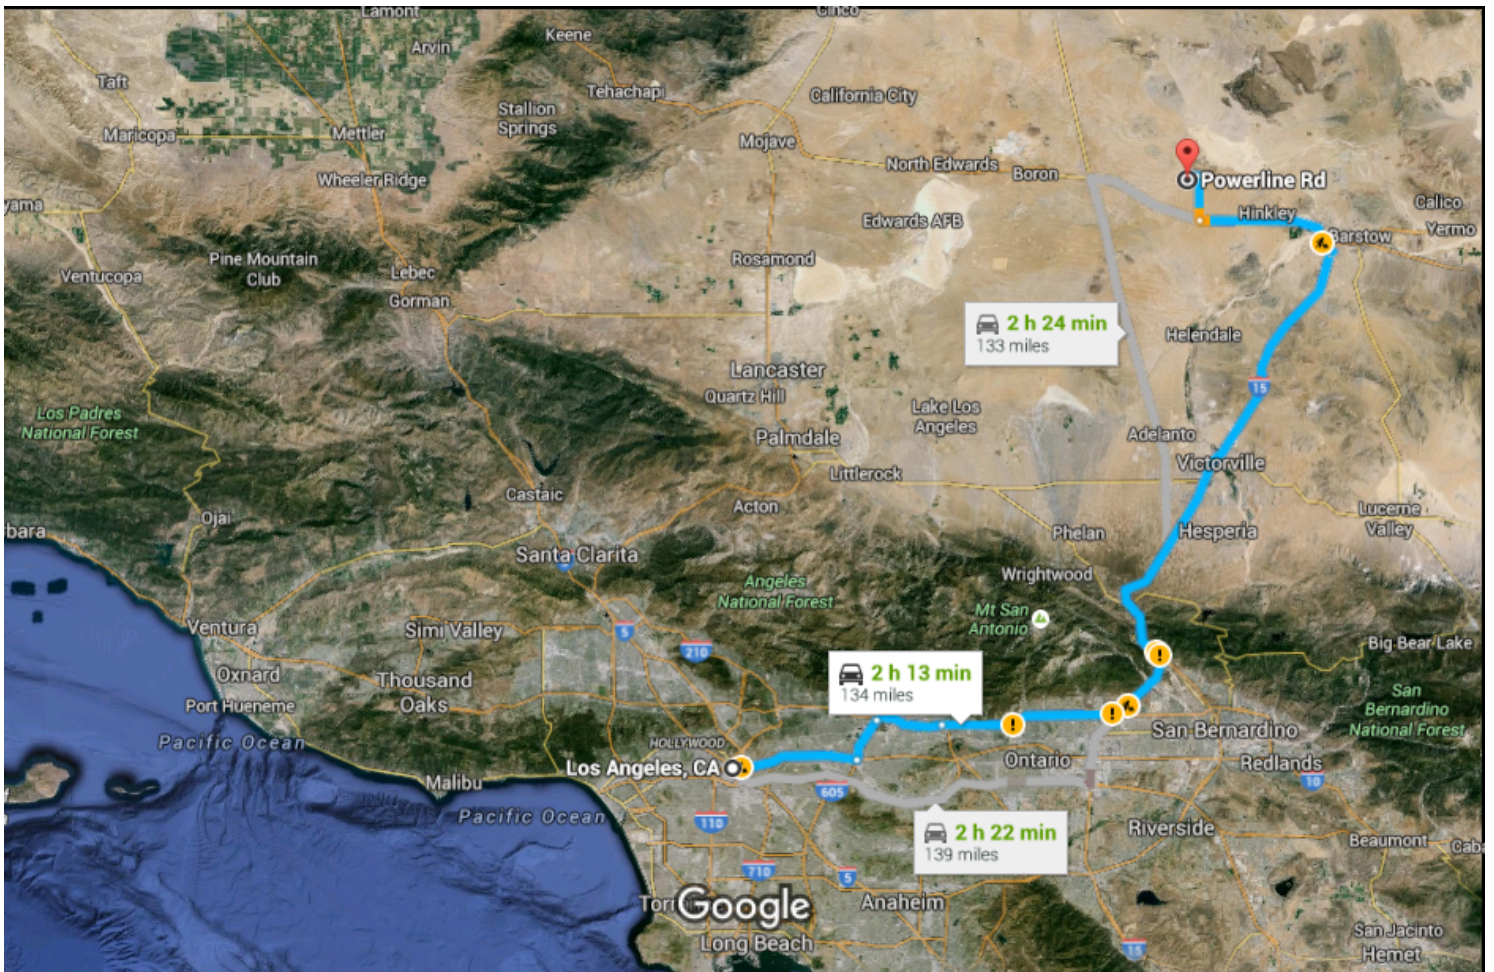 Lamont
Cinco
Keene
Arvin
Taft
Tehachapi
California City
Stallion
Springs
Maricopa
Mettler
Mojave
North Edwards
Boron
Wheeler Ridge
Powerline Rd
yama
Edwards AFB
Hinkley
Calico
Barstow
Yermo
Pine Mountain
Club
Rosamond
Ventucopa
Lebec
Gorman
2 h 24 min
133 miles
Helendale
Lancaster
Quartz Hill
15
Los Padres
National Forest
Lake Los
Angeles
Palmdale
Adelanto
Victorville
Littlerock
Castaic
Acton
Ojai
Lucerne
Valley
bara
Phelan
Hesperia
Santa Clarita
5
Angeles
National Forest
Wrightwood
Mt San
Antonio
Ventura
Simi Valley
5
210
Big Bear Lake
Oxnard
Thousand
Oaks
2 h 13 min
134 miles
Port Hueneme
San
Bernardino
National Forest
San Bernardino
Pacific Ocean
HOLLYWOOD
Los Angeles, CA
Ontario
Redlands
10
Malibu
605
Pacific Ocean
110
2 h 22 min
139 miles
Riverside
Beaumont
Caba
710
5
Torr
Google
Anaheim
Long Beach
15
San Jacinto
Hemet